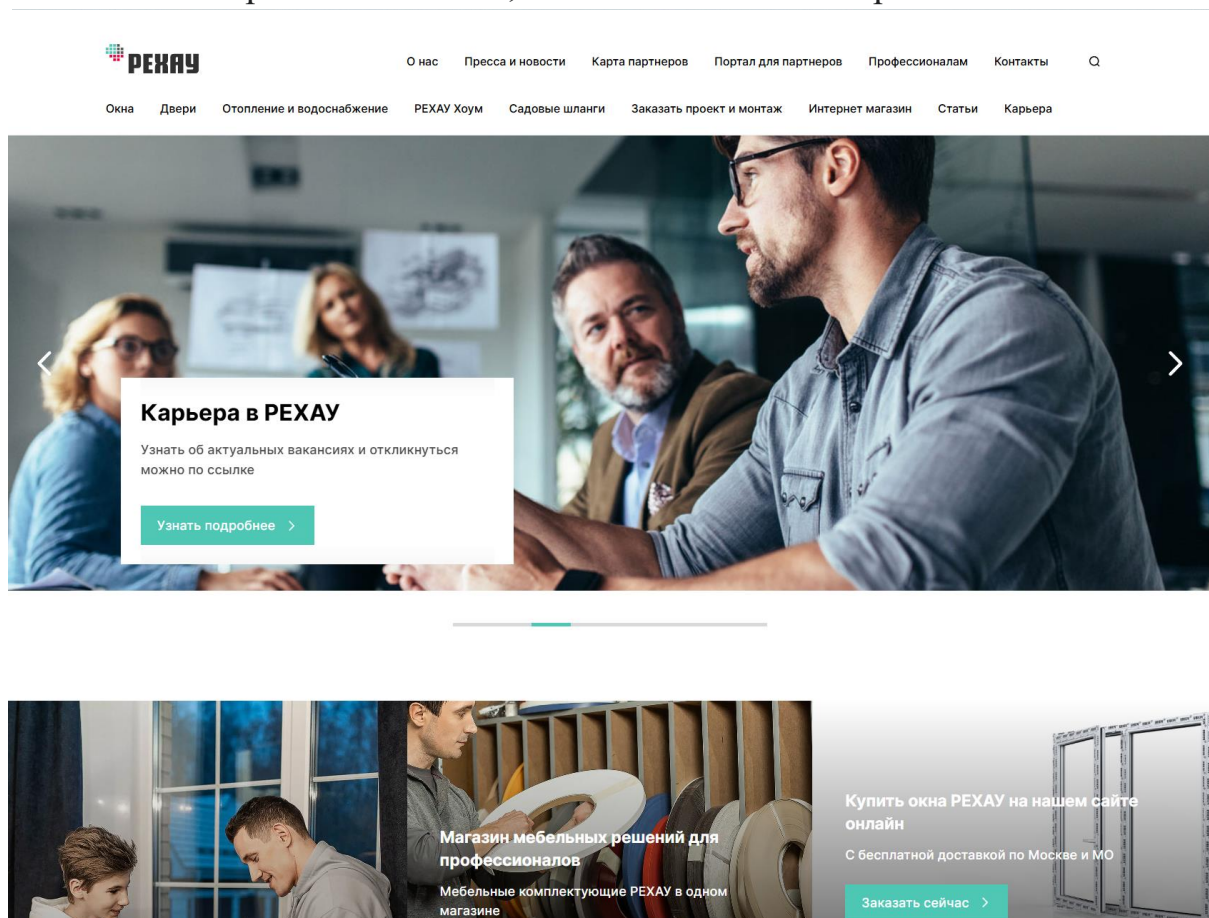 РЕХАУ
О нас Пресса и новости Карта партнеров Портал для партнеров Профессионалам Контакты
Окна Двери Отопление и водоснабжение РЕХАУ Хоум Садовые шланги Заказать проект и монтаж Интернет магазин Статьи Карьера
Карьера в РЕХАУ
Узнать об актуальных вакансиях и откликнуться
можно по ссылке
Узнать подробнее
Магазин мебельных решений для
профессионалов
Мебельные комплектующие РЕХАУ в одном
магазине
Купить окна РЕХАУ на нашем сайте
онлайн
С бесплатной доставкой по Москве и МО
Заказать сейчас